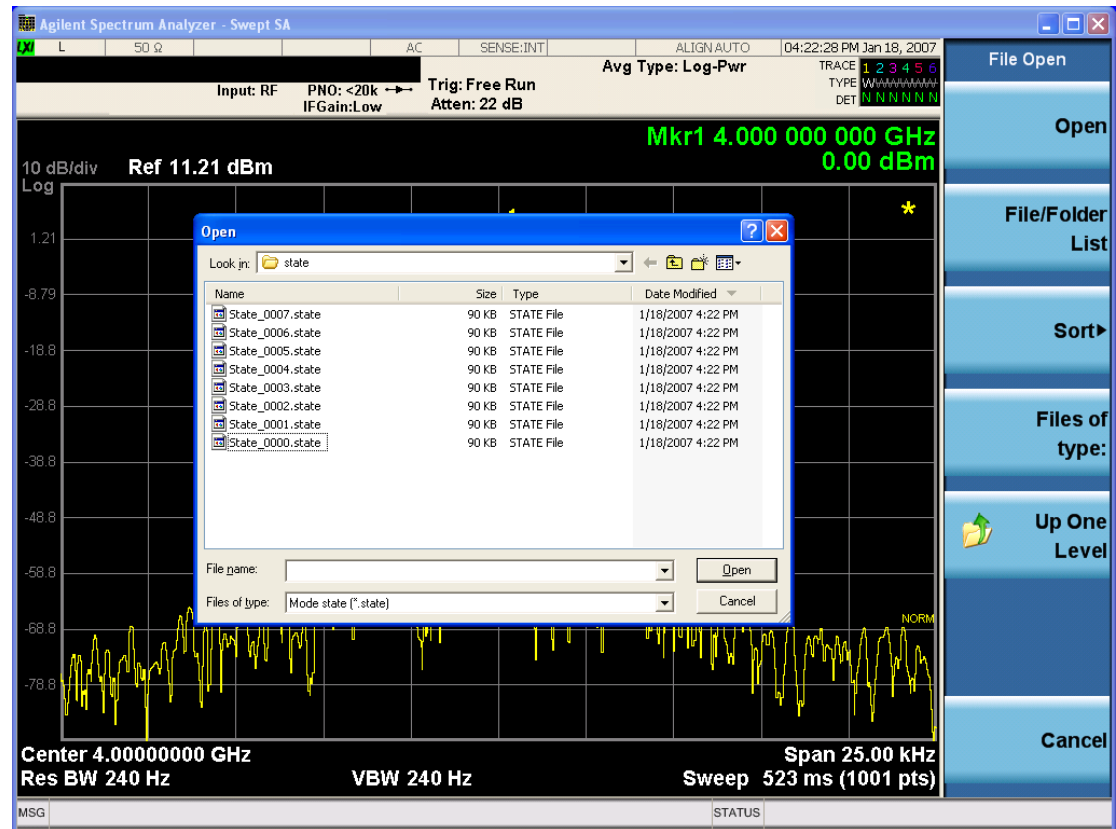 Agilent Spectrum Analyzer - Swept SA
LXI L 50 Ω AC SENSE:INT ALIGN AUTO 04:22:28 PM Jan 18, 2007
Input: RF PNO: <20k Trig: Free Run Avg Type: Log-Pwr TRACE 1 2 3 4 5 6
IFGain:Low Atten: 22 dB TYPE WWWWWW
DET N N N N N N
Mkr1 4.000 000 000 GHz
0.00 dBm
10 dB/div Ref 11.21 dBm
Log
1.21
-8.79
-18.8
-28.8
-38.8
-48.8
-58.8
-68.8
-78.8
Open
Look in: state
Name Size Type Date Modified
State_0007.state 90 KB STATE File 1/18/2007 4:22 PM
State_0006.state 90 KB STATE File 1/18/2007 4:22 PM
State_0005.state 90 KB STATE File 1/18/2007 4:22 PM
State_0004.state 90 KB STATE File 1/18/2007 4:22 PM
State_0003.state 90 KB STATE File 1/18/2007 4:22 PM
State_0002.state 90 KB STATE File 1/18/2007 4:22 PM
State_0001.state 90 KB STATE File 1/18/2007 4:22 PM
State_0000.state 90 KB STATE File 1/18/2007 4:22 PM
File name: Open
Files of type: Mode state (*.state) Cancel
NORM
Center 4.00000000 GHz Span 25.00 kHz
Res BW 240 Hz VBW 240 Hz Sweep 523 ms (1001 pts)
MSG STATUS
File Open
Open
File/Folder
List
Sort
Files of
type:
Up One
Level
Cancel